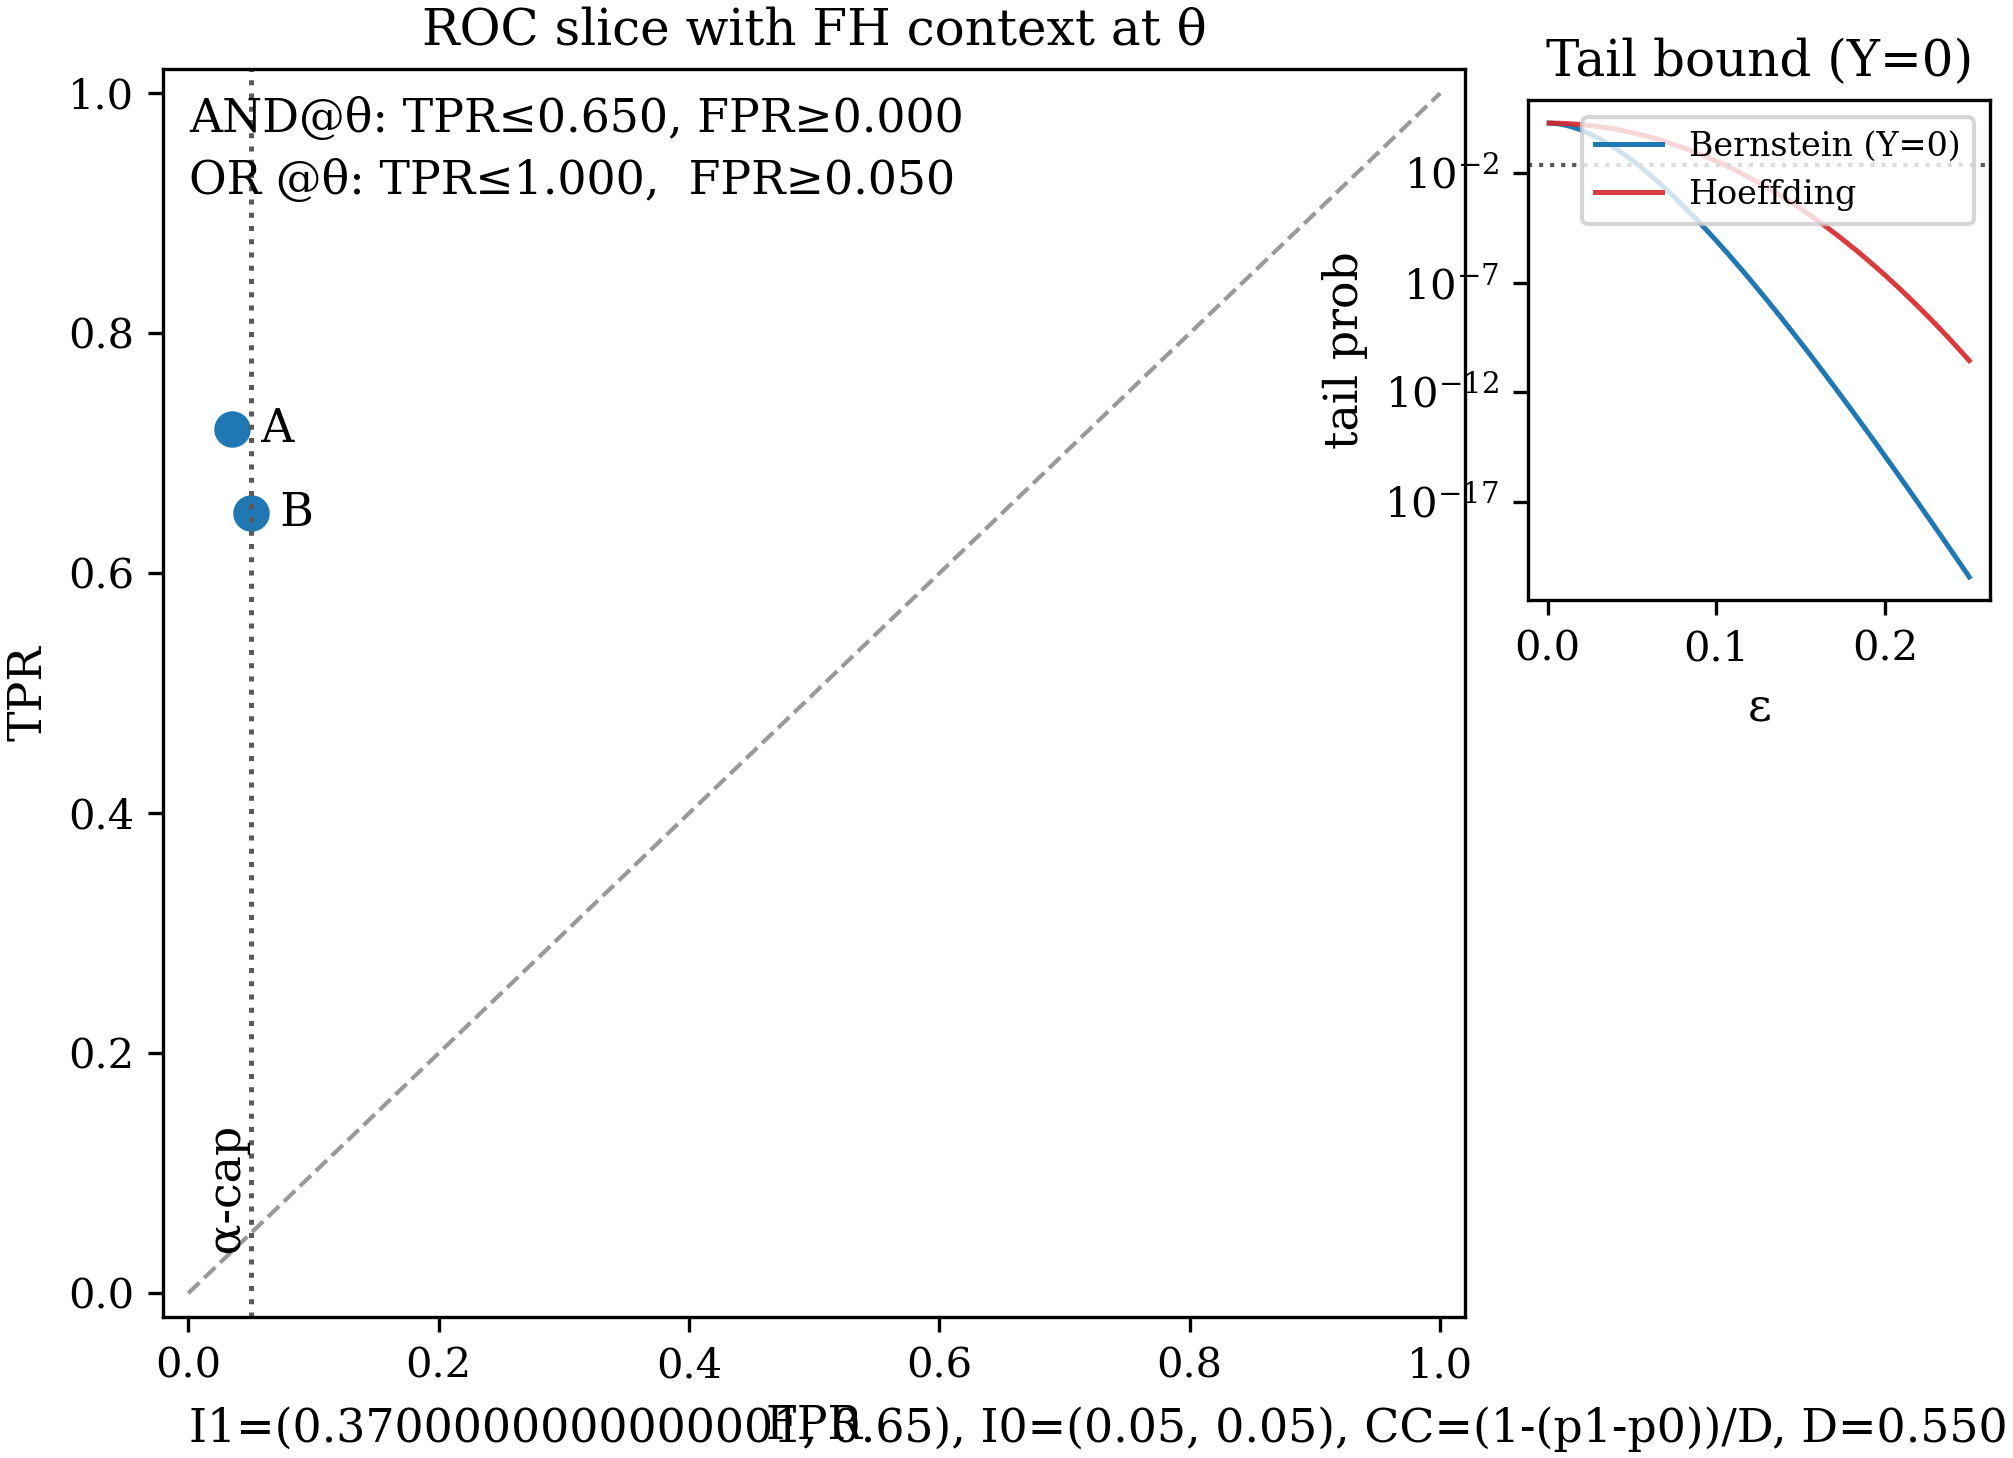 ROC slice with FH context at θ
AND@θ: TPR≤0.650, FPR≥0.000
OR @θ: TPR≤1.000,  FPR≥0.050
1.0
0.8
0.6
0.4
0.2
0.0
TPR
A
B
α-cap
0.0 0.2 0.4 0.6 0.8 1.0
FPR
I1=(0.37000000000000001, 0.65), I0=(0.05, 0.05), CC=(1-(p1-p0))/D, D=0.550
Tail bound (Y=0)
Bernstein (Y=0)
Hoeffding
10⁻²
10⁻⁷
10⁻¹²
10⁻¹⁷
tail prob
0.0 0.1 0.2
ε